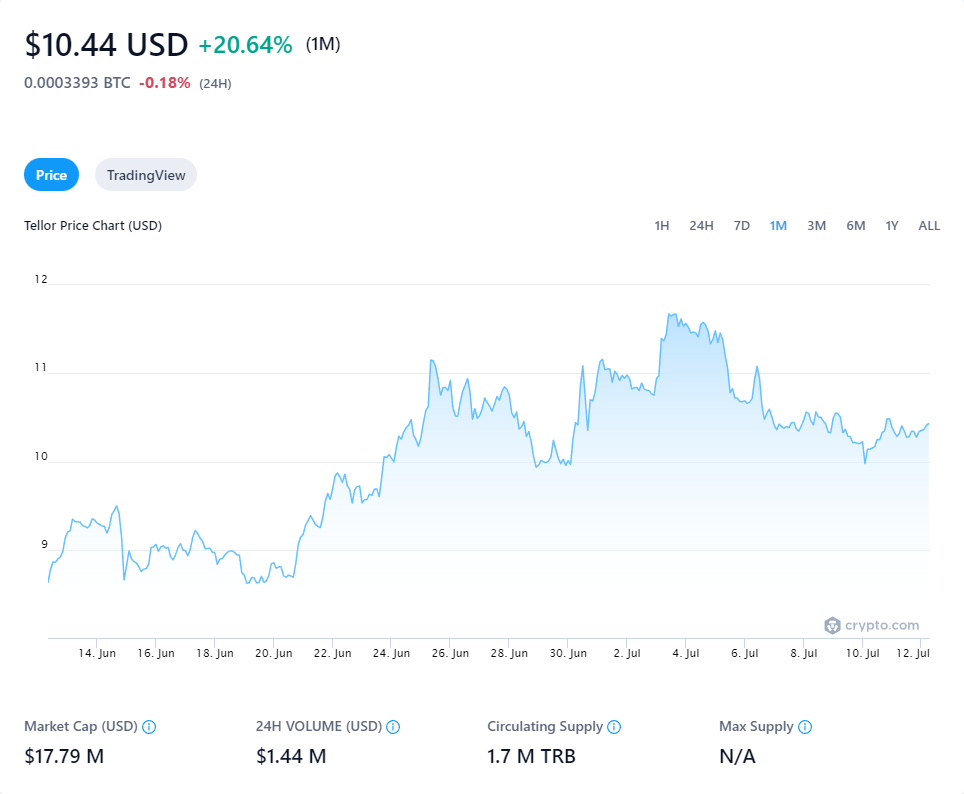 $10.44 USD +20.64% (1M)
0.0003393 BTC -0.18% (24H)
Price TradingView
Tellor Price Chart (USD) 1H 24H 7D 1M 3M 6M 1Y ALL
12
11
10
9
crypto.com
14. Jun 16. Jun 18. Jun 20. Jun 22. Jun 24. Jun 26. Jun 28. Jun 30. Jun 2. Jul 4. Jul 6. Jul 8. Jul 10. Jul 12. Jul
Market Cap (USD) 24H VOLUME (USD) Circulating Supply Max Supply
$17.79 M $1.44 M 1.7 M TRB N/A